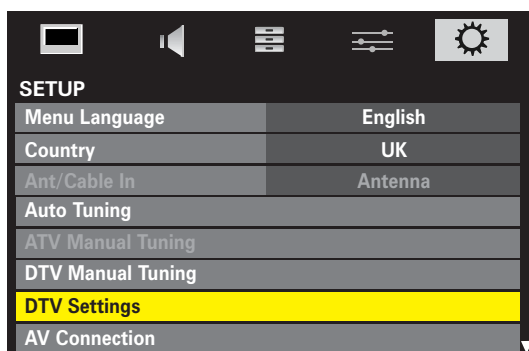 SETUP
Menu Language English
Country UK
Ant/Cable In Antenna
Auto Tuning
ATV Manual Tuning
DTV Manual Tuning
DTV Settings
AV Connection